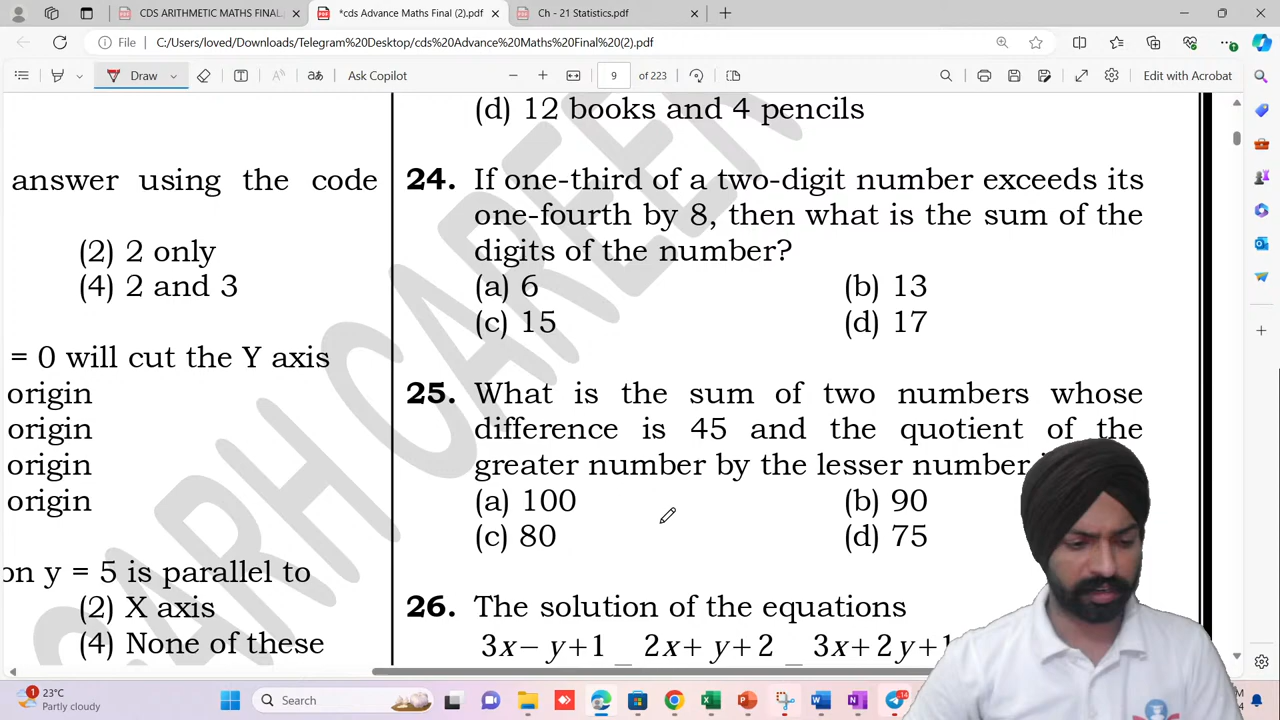 CDS ARITHMETIC MATHS FINAL
*cds Advance Maths Final (2).pdf
Ch - 21 Statistics.pdf
File
C:/Users/loved/Downloads/Telegram%20Desktop/cds%20Advance%20Maths%20Final%20(2).pdf
Draw
Ask Copilot
9
of 223
Edit with Acrobat
answer using the code
(2) 2 only
(4) 2 and 3
= 0 will cut the Y axis
origin
origin
origin
origin
on y = 5 is parallel to
(2) X axis
(4) None of these
(d) 12 books and 4 pencils
24. If one-third of a two-digit number exceeds its
one-fourth by 8, then what is the sum of the
digits of the number?
(a) 6 (b) 13
(c) 15 (d) 17
25. What is the sum of two numbers whose
difference is 45 and the quotient of the
greater number by the lesser number
(a) 100 (b) 90
(c) 80 (d) 75
26. The solution of the equations
3x− y+1 _ 2x+ y+2 _ 3x+2y+1
ARH CAREER
1
23°C
Partly cloudy
Search
14